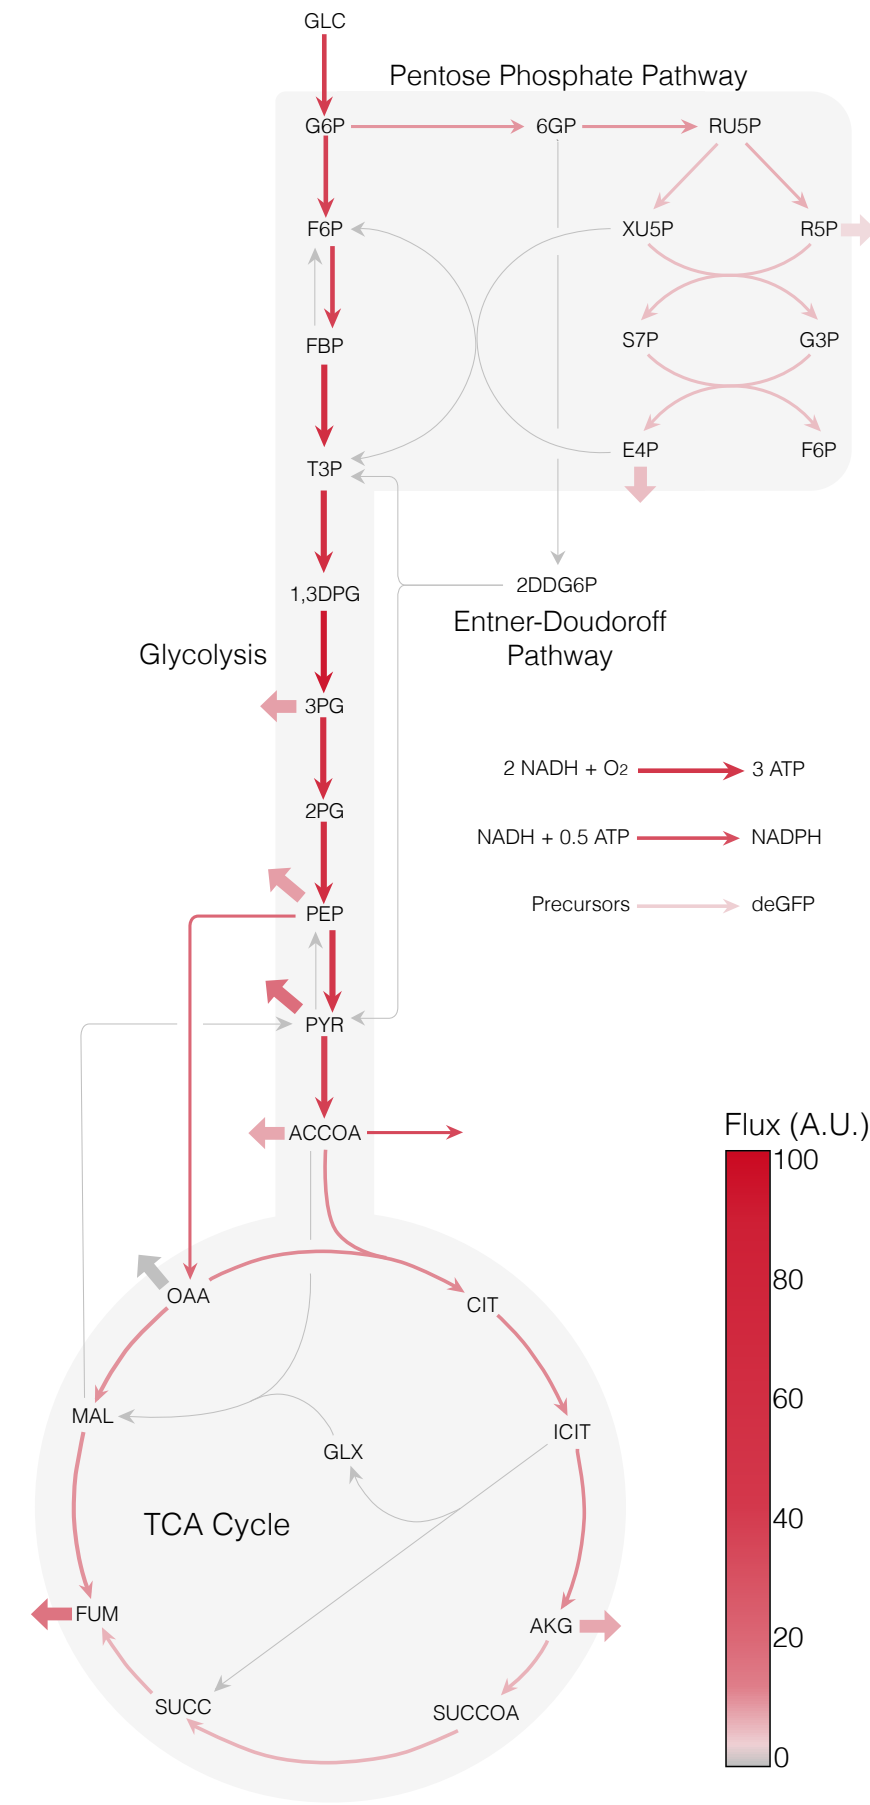 GLC
Pentose Phosphate Pathway
G6P
6GP
RU5P
F6P
XU5P
R5P
FBP
S7P
G3P
T3P
E4P
F6P
1,3DPG
2DDG6P
Entner-Doudoroff
Pathway
Glycolysis
3PG
2 NADH + O2
3 ATP
2PG
NADH + 0.5 ATP
NADPH
PEP
Precursors
deGFP
PYR
ACCOA
Flux (A.U.)
100
80
60
40
20
0
OAA
CIT
MAL
ICIT
GLX
TCA Cycle
FUM
AKG
SUCC
SUCCOA